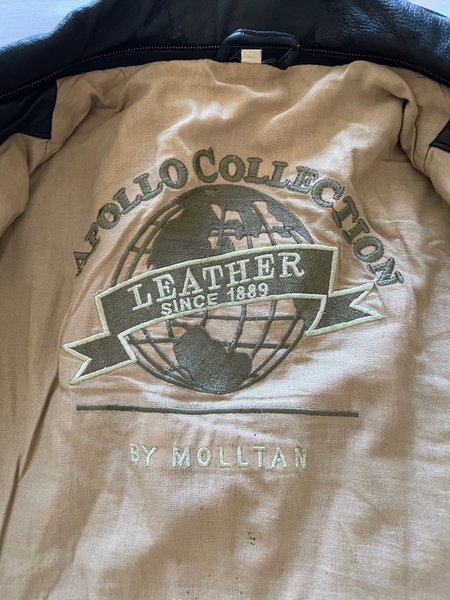 APOLLO COLLECTION
LEATHER
SINCE 1889
BY MOLLTAN